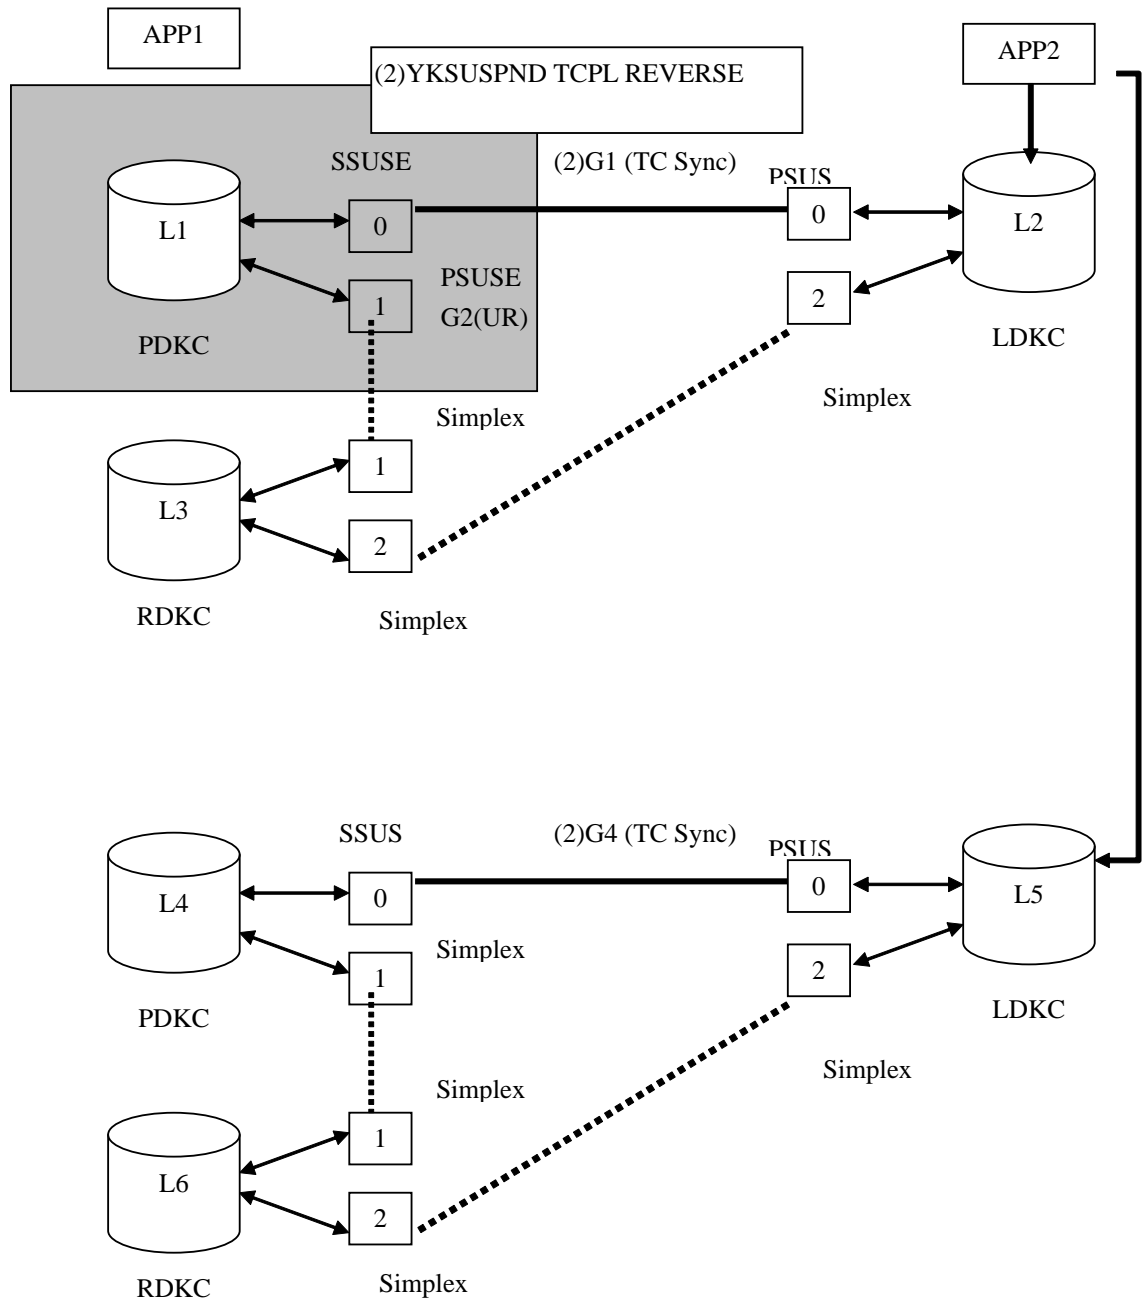 APP1
APP2
(2)YKSUSPND TCPL REVERSE
SSUSE
(2)G1 (TC Sync)
PSUS
L1
0
0
L2
1
PSUSE
G2(UR)
2
PDKC
LDKC
Simplex
Simplex
L3
1
2
RDKC
Simplex
SSUS
(2)G4 (TC Sync)
PSUS
L4
0
0
L5
Simplex
1
2
PDKC
LDKC
Simplex
Simplex
L6
1
2
RDKC
Simplex